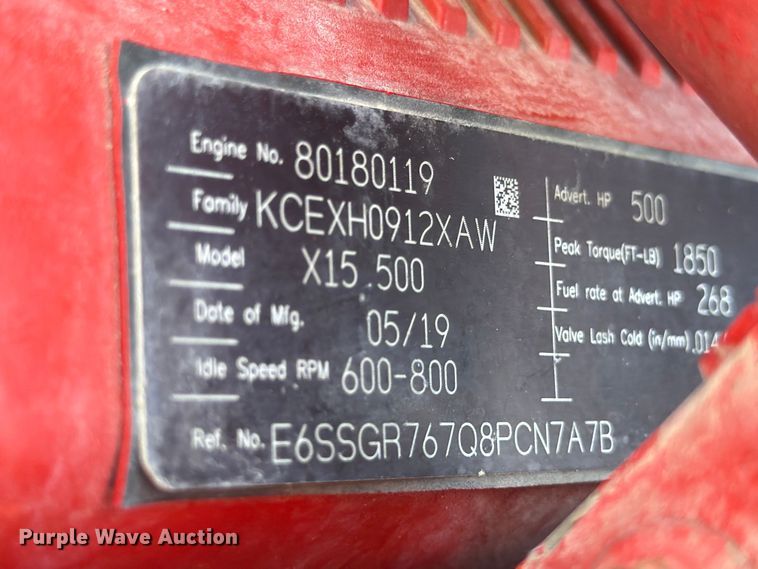 Engine No. 80180119
Family KCEXH0912XAW
Model X15 500
Date of Mfg. 05/19
Idle Speed RPM 600-800
Ref. No. E6SSGR767Q8PCN7A7B
Advert. HP 500
Peak Torque(FT-LB) 1850
Fuel rate at Advert. HP 268
Valve Lash Cold (in/mm) .014
Purple Wave Auction